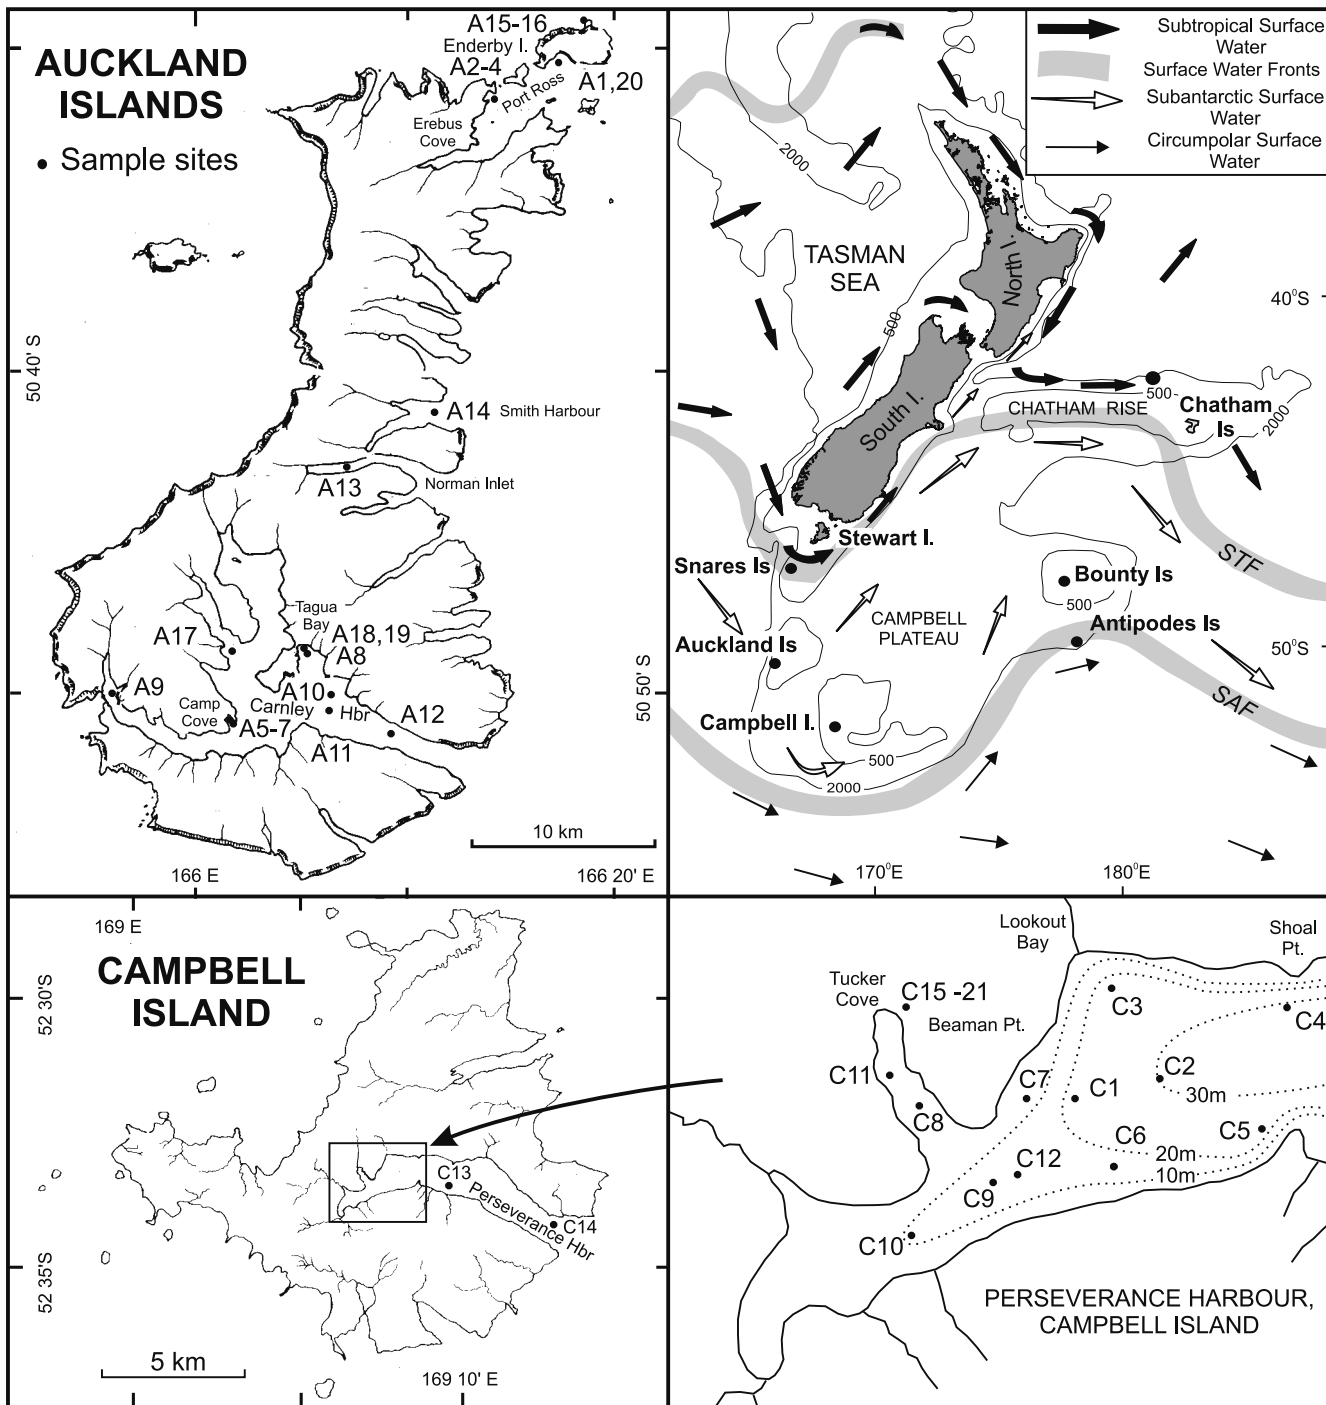 AUCKLAND
ISLANDS
Sample sites
A15-16
Enderby I.
A2-4
Port Ross
A1,20
Erebus
Cove
50 40' S
A14
Smith Harbour
A13
Norman Inlet
Tagua
Bay
A17
A18,19
A8
A9
A10
Camp
Cove
Carnley
Hbr
A5-7
A12
A11
50 50' S
10 km
166 E
166 20' E
Subtropical Surface
Water
Surface Water Fronts
Subantarctic Surface
Water
Circumpolar Surface
Water
2000
TASMAN
SEA
North I.
500
40°S
South I.
CHATHAM RISE
500
Chatham
Is
2000
Stewart I.
STF
Snares Is
Bounty Is
500
CAMPBELL
PLATEAU
Antipodes Is
Auckland Is
50°S
SAF
Campbell I.
500
2000
170°E
180°E
169 E
CAMPBELL
ISLAND
52 30'S
C13
Perseverance Hbr
C14
52 35'S
5 km
169 10' E
Lookout
Bay
Shoal
Pt.
Tucker
Cove
C15 -21
Beaman Pt.
C3
C4
C11
C7
C1
C2
30m
C8
C6
C5
20m
10m
C12
C9
C10
PERSEVERANCE HARBOUR,
CAMPBELL ISLAND